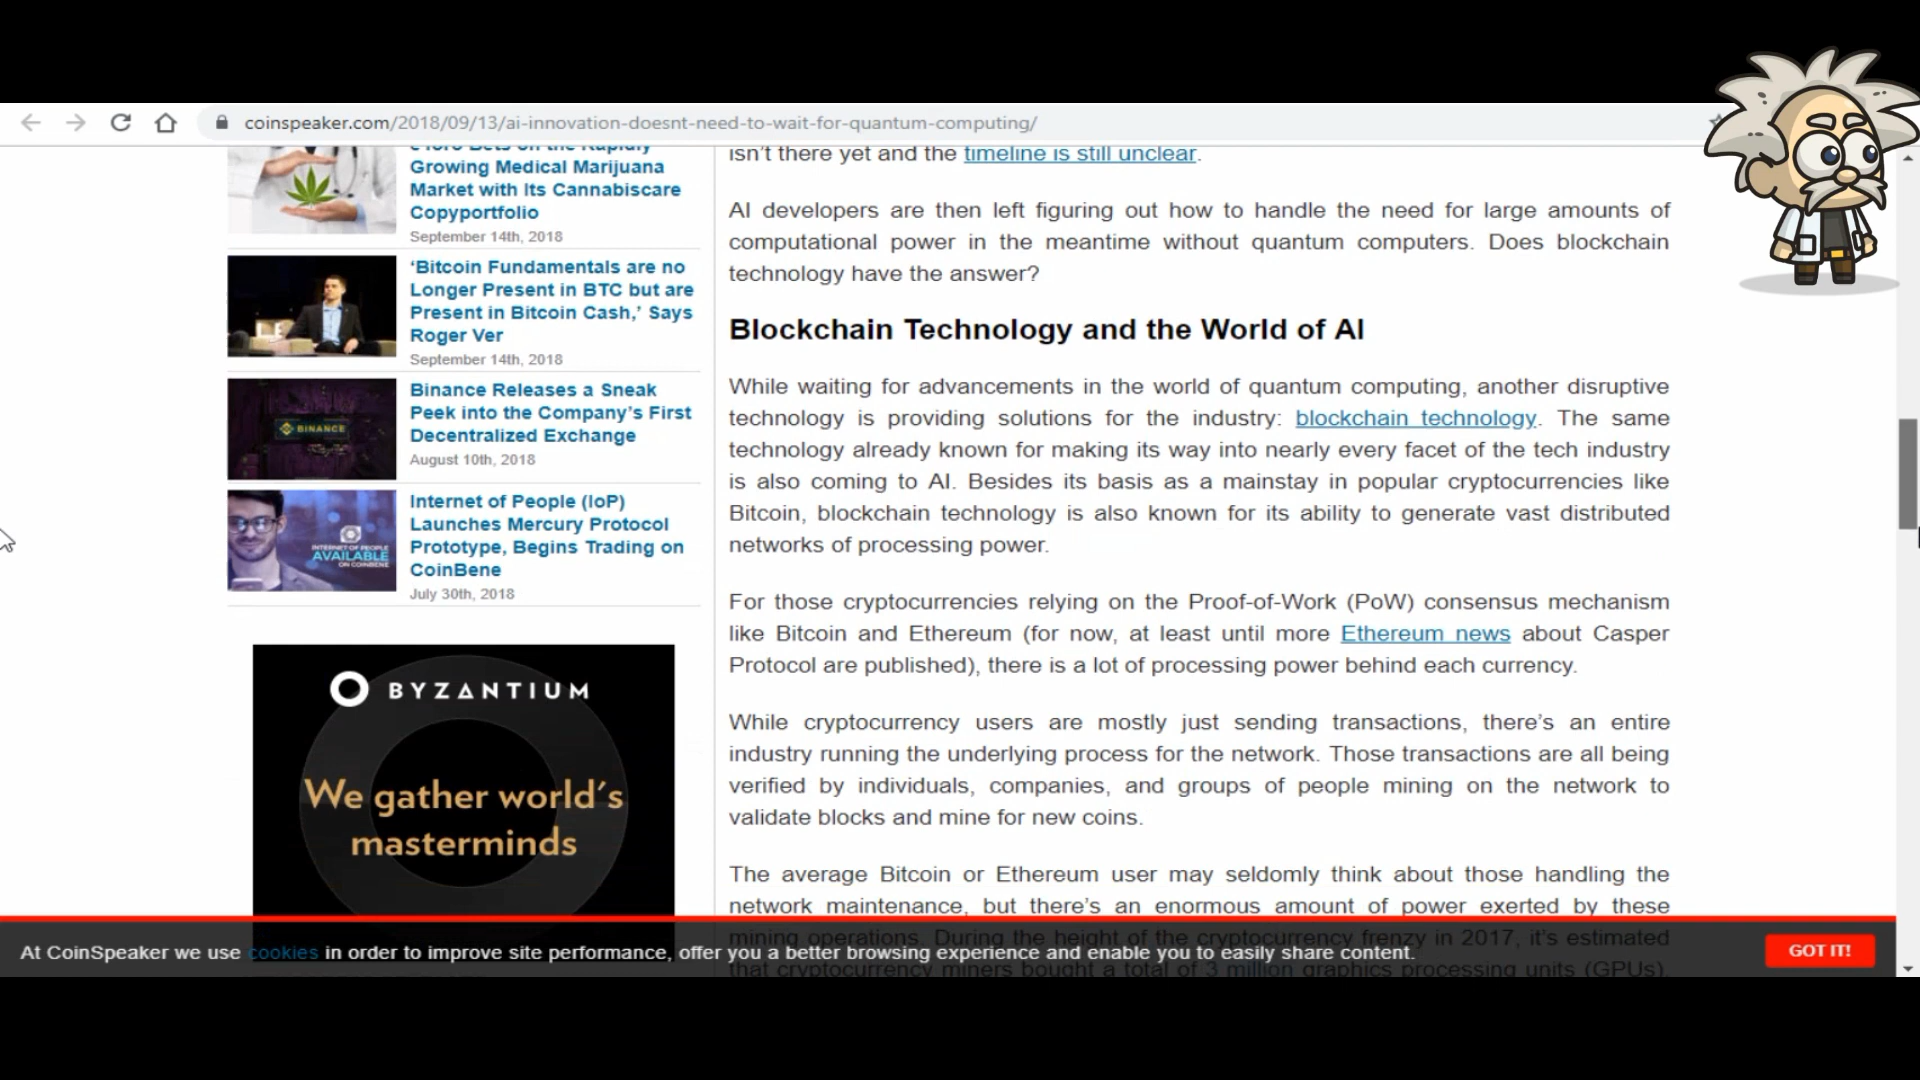 coinspeaker.com/2018/09/13/ai-innovation-doesnt-need-to-wait-for-quantum-computing/
eToro Bets on the Rapidly
Growing Medical Marijuana
Market with Its Cannabiscare
Copyportfolio
September 14th, 2018
‘Bitcoin Fundamentals are no
Longer Present in BTC but are
Present in Bitcoin Cash,’ Says
Roger Ver
September 14th, 2018
BINANCE
Binance Releases a Sneak
Peek into the Company’s First
Decentralized Exchange
August 10th, 2018
INTERNET OF PEOPLE
AVAILABLE
ON COINBENE
Internet of People (IoP)
Launches Mercury Protocol
Prototype, Begins Trading on
CoinBene
July 30th, 2018
BYZANTIUM
We gather world’s
masterminds
isn’t there yet and the timeline is still unclear.
AI developers are then left figuring out how to handle the need for large amounts of
computational power in the meantime without quantum computers. Does blockchain
technology have the answer?
Blockchain Technology and the World of AI
While waiting for advancements in the world of quantum computing, another disruptive
technology is providing solutions for the industry: blockchain technology. The same
technology already known for making its way into nearly every facet of the tech industry
is also coming to AI. Besides its basis as a mainstay in popular cryptocurrencies like
Bitcoin, blockchain technology is also known for its ability to generate vast distributed
networks of processing power.
For those cryptocurrencies relying on the Proof-of-Work (PoW) consensus mechanism
like Bitcoin and Ethereum (for now, at least until more Ethereum news about Casper
Protocol are published), there is a lot of processing power behind each currency.
While cryptocurrency users are mostly just sending transactions, there’s an entire
industry running the underlying process for the network. Those transactions are all being
verified by individuals, companies, and groups of people mining on the network to
validate blocks and mine for new coins.
The average Bitcoin or Ethereum user may seldomly think about those handling the
network maintenance, but there’s an enormous amount of power exerted by these
mining operations. During the height of the cryptocurrency frenzy in 2017, it’s estimated
that cryptocurrency miners bought a total of 3 million graphics processing units (GPUs).
At CoinSpeaker we use cookies in order to improve site performance, offer you a better browsing experience and enable you to easily share content.
GOT IT!